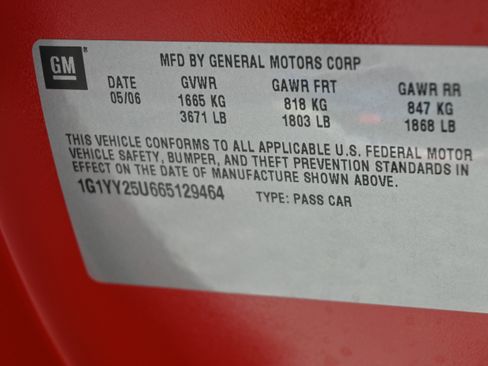 GM®
MFD BY GENERAL MOTORS CORP
DATE GVWR GAWR FRT GAWR RR
05/06 1665 KG 818 KG 847 KG
3671 LB 1803 LB 1868 LB
THIS VEHICLE CONFORMS TO ALL APPLICABLE U.S. FEDERAL MOTOR
VEHICLE SAFETY, BUMPER, AND THEFT PREVENTION STANDARDS IN
EFFECT ON THE DATE OF MANUFACTURE SHOWN ABOVE.
1G1YY25U665129464 TYPE: PASS CAR